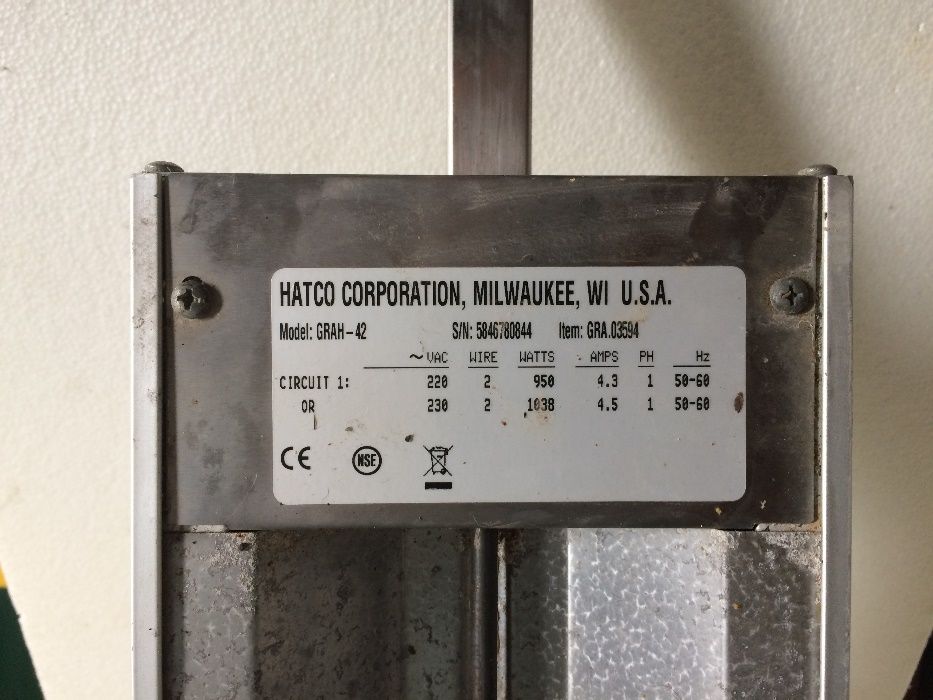 HATCO CORPORATION, MILWAUKEE, WI U.S.A.
Model: GRAH-42 S/N: 5846780844 Item: GRA.03594
~VAC WIRE WATTS AMPS PH Hz
CIRCUIT 1: 220 2 950 4.3 1 50-60
OR 230 2 1038 4.5 1 50-60
CE NSF